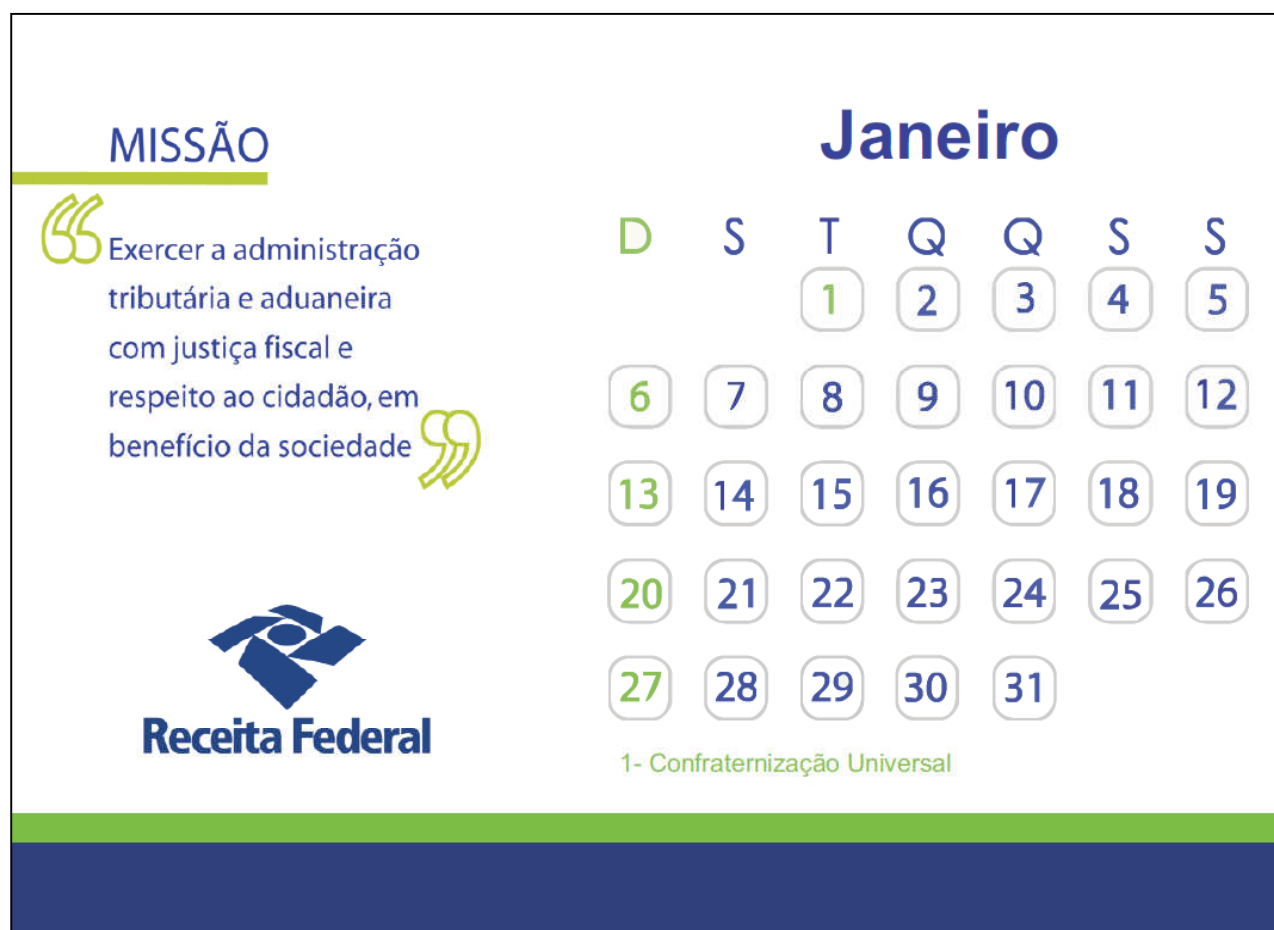 MISSÃO
Exercer a administração
tributária e aduaneira
com justiça fiscal e
respeito ao cidadão, em
benefício da sociedade
Receita Federal
Janeiro
D S T Q Q S S
1 2 3 4 5
6 7 8 9 10 11 12
13 14 15 16 17 18 19
20 21 22 23 24 25 26
27 28 29 30 31
1- Confraternização Universal